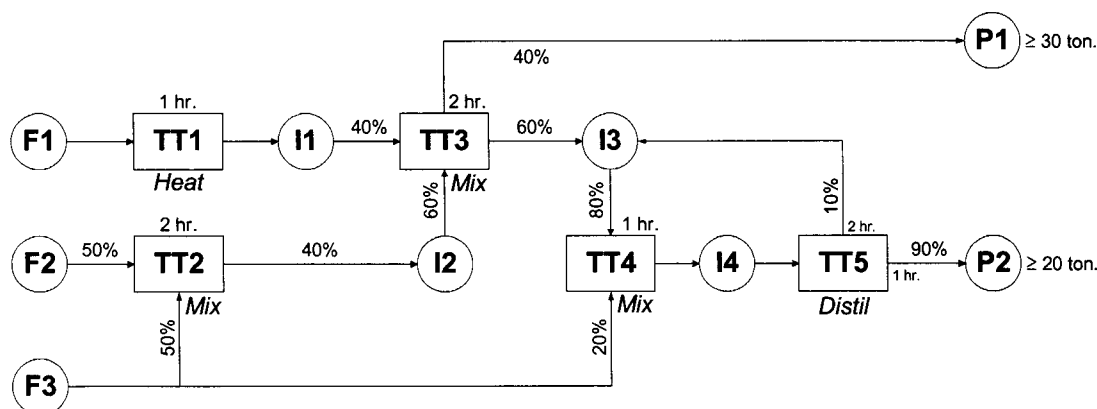 P1 ≥ 30 ton.
40%
1 hr.
2 hr.
F1 TT1 I1 40% TT3 60% I3
Heat
Mix
60%
80%
10%
2 hr.
1 hr.
2 hr.
F2 50% TT2 40% I2 TT4 I4 TT5 90% P2 ≥ 20 ton.
1 hr.
Mix
Mix
Distil
50%
20%
F3